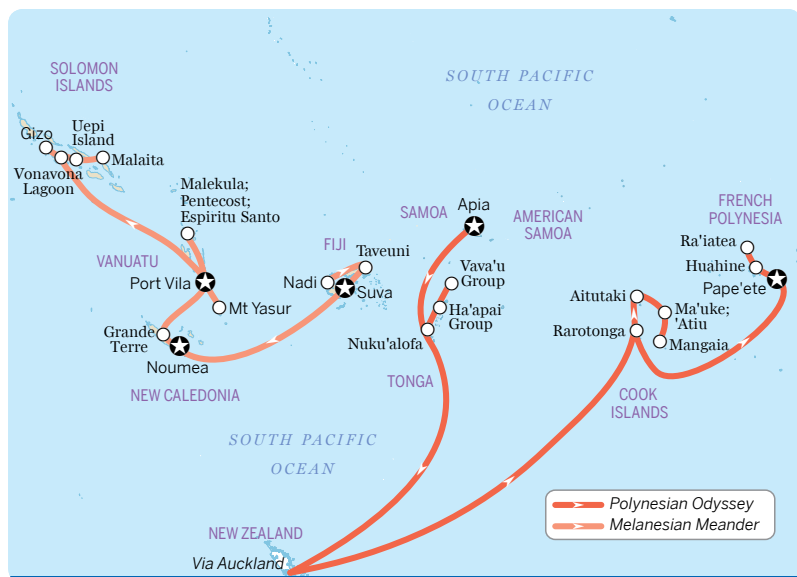 SOLOMON
ISLANDS
SOUTH PACIFIC
OCEAN
Gizo
Uepi
Island
Malaita
Vonavona
Lagoon
Malekula;
Pentecost;
Espiritu Santo
SAMOA
Apia
AMERICAN
SAMOA
FRENCH
POLYNESIA
Ra'iatea
FIJI
Taveuni
VANUATU
Port Vila
Nadi
Suva
Vava'u
Group
Huahine
Pape'ete
Mt Yasur
Ha'apai
Group
Aitutaki
Ma'uke;
'Atiu
Grande
Terre
Noumea
Nuku'alofa
Rarotonga
Mangaia
NEW CALEDONIA
TONGA
COOK
ISLANDS
SOUTH PACIFIC
OCEAN
Polynesian Odyssey
Melanesian Meander
NEW ZEALAND
Via Auckland